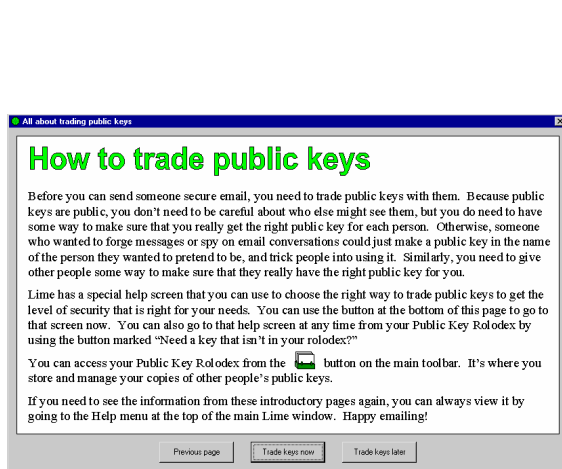 All about trading public keys
How to trade public keys
Before you can send someone secure email, you need to trade public keys with them.  Because public
keys are public, you don't need to be careful about who else might see them, but you do need to have
some way to make sure that you really get the right public key for each person.  Otherwise, someone
who wanted to forge messages or spy on email conversations could just make a public key in the name
of the person they wanted to pretend to be, and trick people into using it.  Similarly, you need to give
other people some way to make sure that they really have the right public key for you.
Lime has a special help screen that you can use to choose the right way to trade public keys to get the
level of security that is right for your needs.  You can use the button at the bottom of this page to go to
that screen now.  You can also go to that help screen at any time from your Public Key Rolodex by
using the button marked “Need a key that isn't in your rolodex?”
You can access your Public Key Rolodex from the button on the main toolbar.  It's where you
store and manage your copies of other people's public keys.
If you need to see the information from these introductory pages again, you can always view it by
going to the Help menu at the top of the main Lime window.  Happy emailing!
Previous page Trade keys now Trade keys later